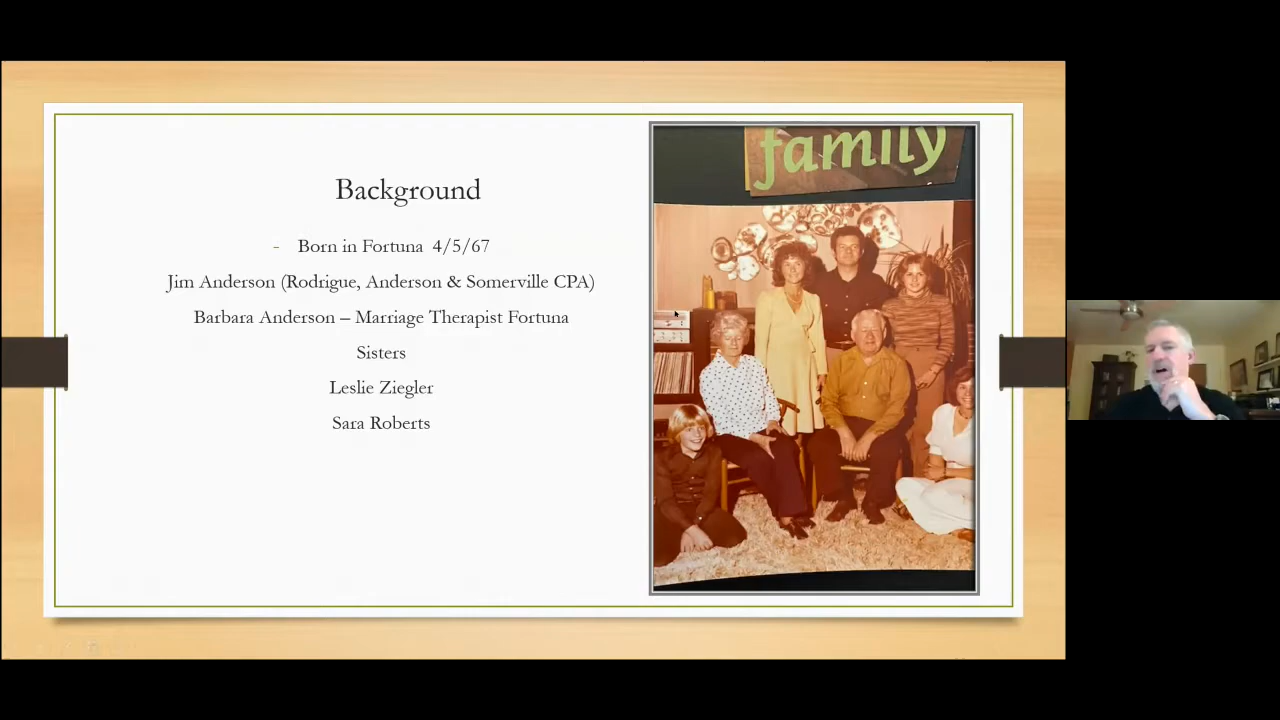 family
Background
- Born in Fortuna 4/5/67
Jim Anderson (Rodrigue, Anderson & Somerville CPA)
Barbara Anderson – Marriage Therapist Fortuna
Sisters
Leslie Ziegler
Sara Roberts